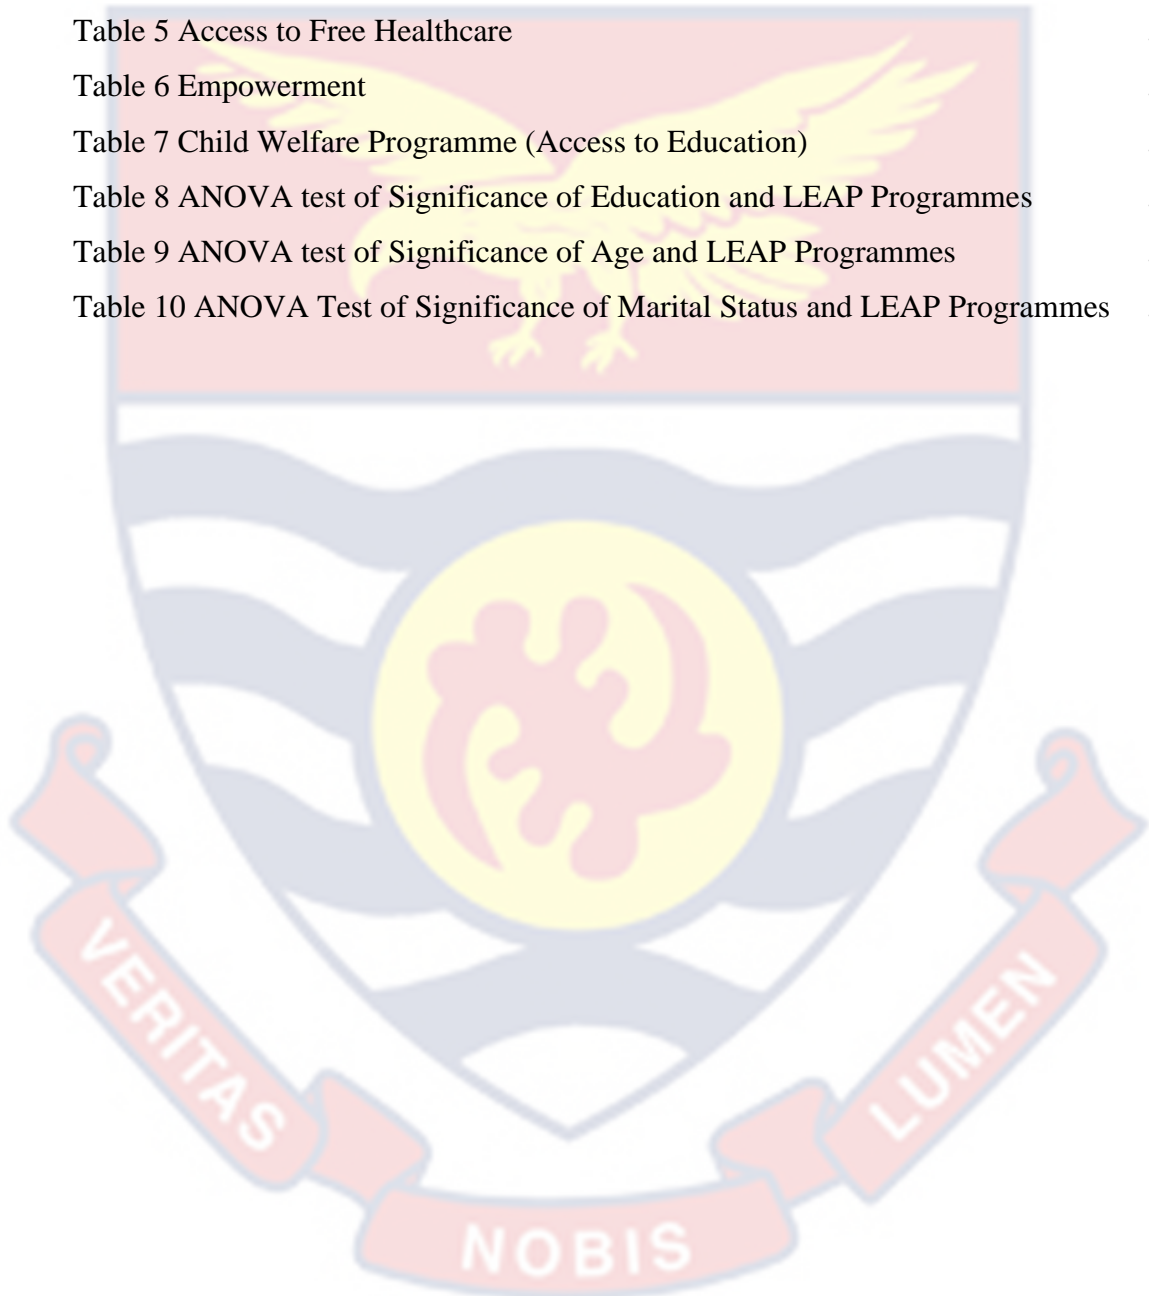 Table 5 Access to Free Healthcare
Table 6 Empowerment
Table 7 Child Welfare Programme (Access to Education)
Table 8 ANOVA test of Significance of Education and LEAP Programmes
Table 9 ANOVA test of Significance of Age and LEAP Programmes
Table 10 ANOVA Test of Significance of Marital Status and LEAP Programmes
VERITAS
NOBIS
LUMEN